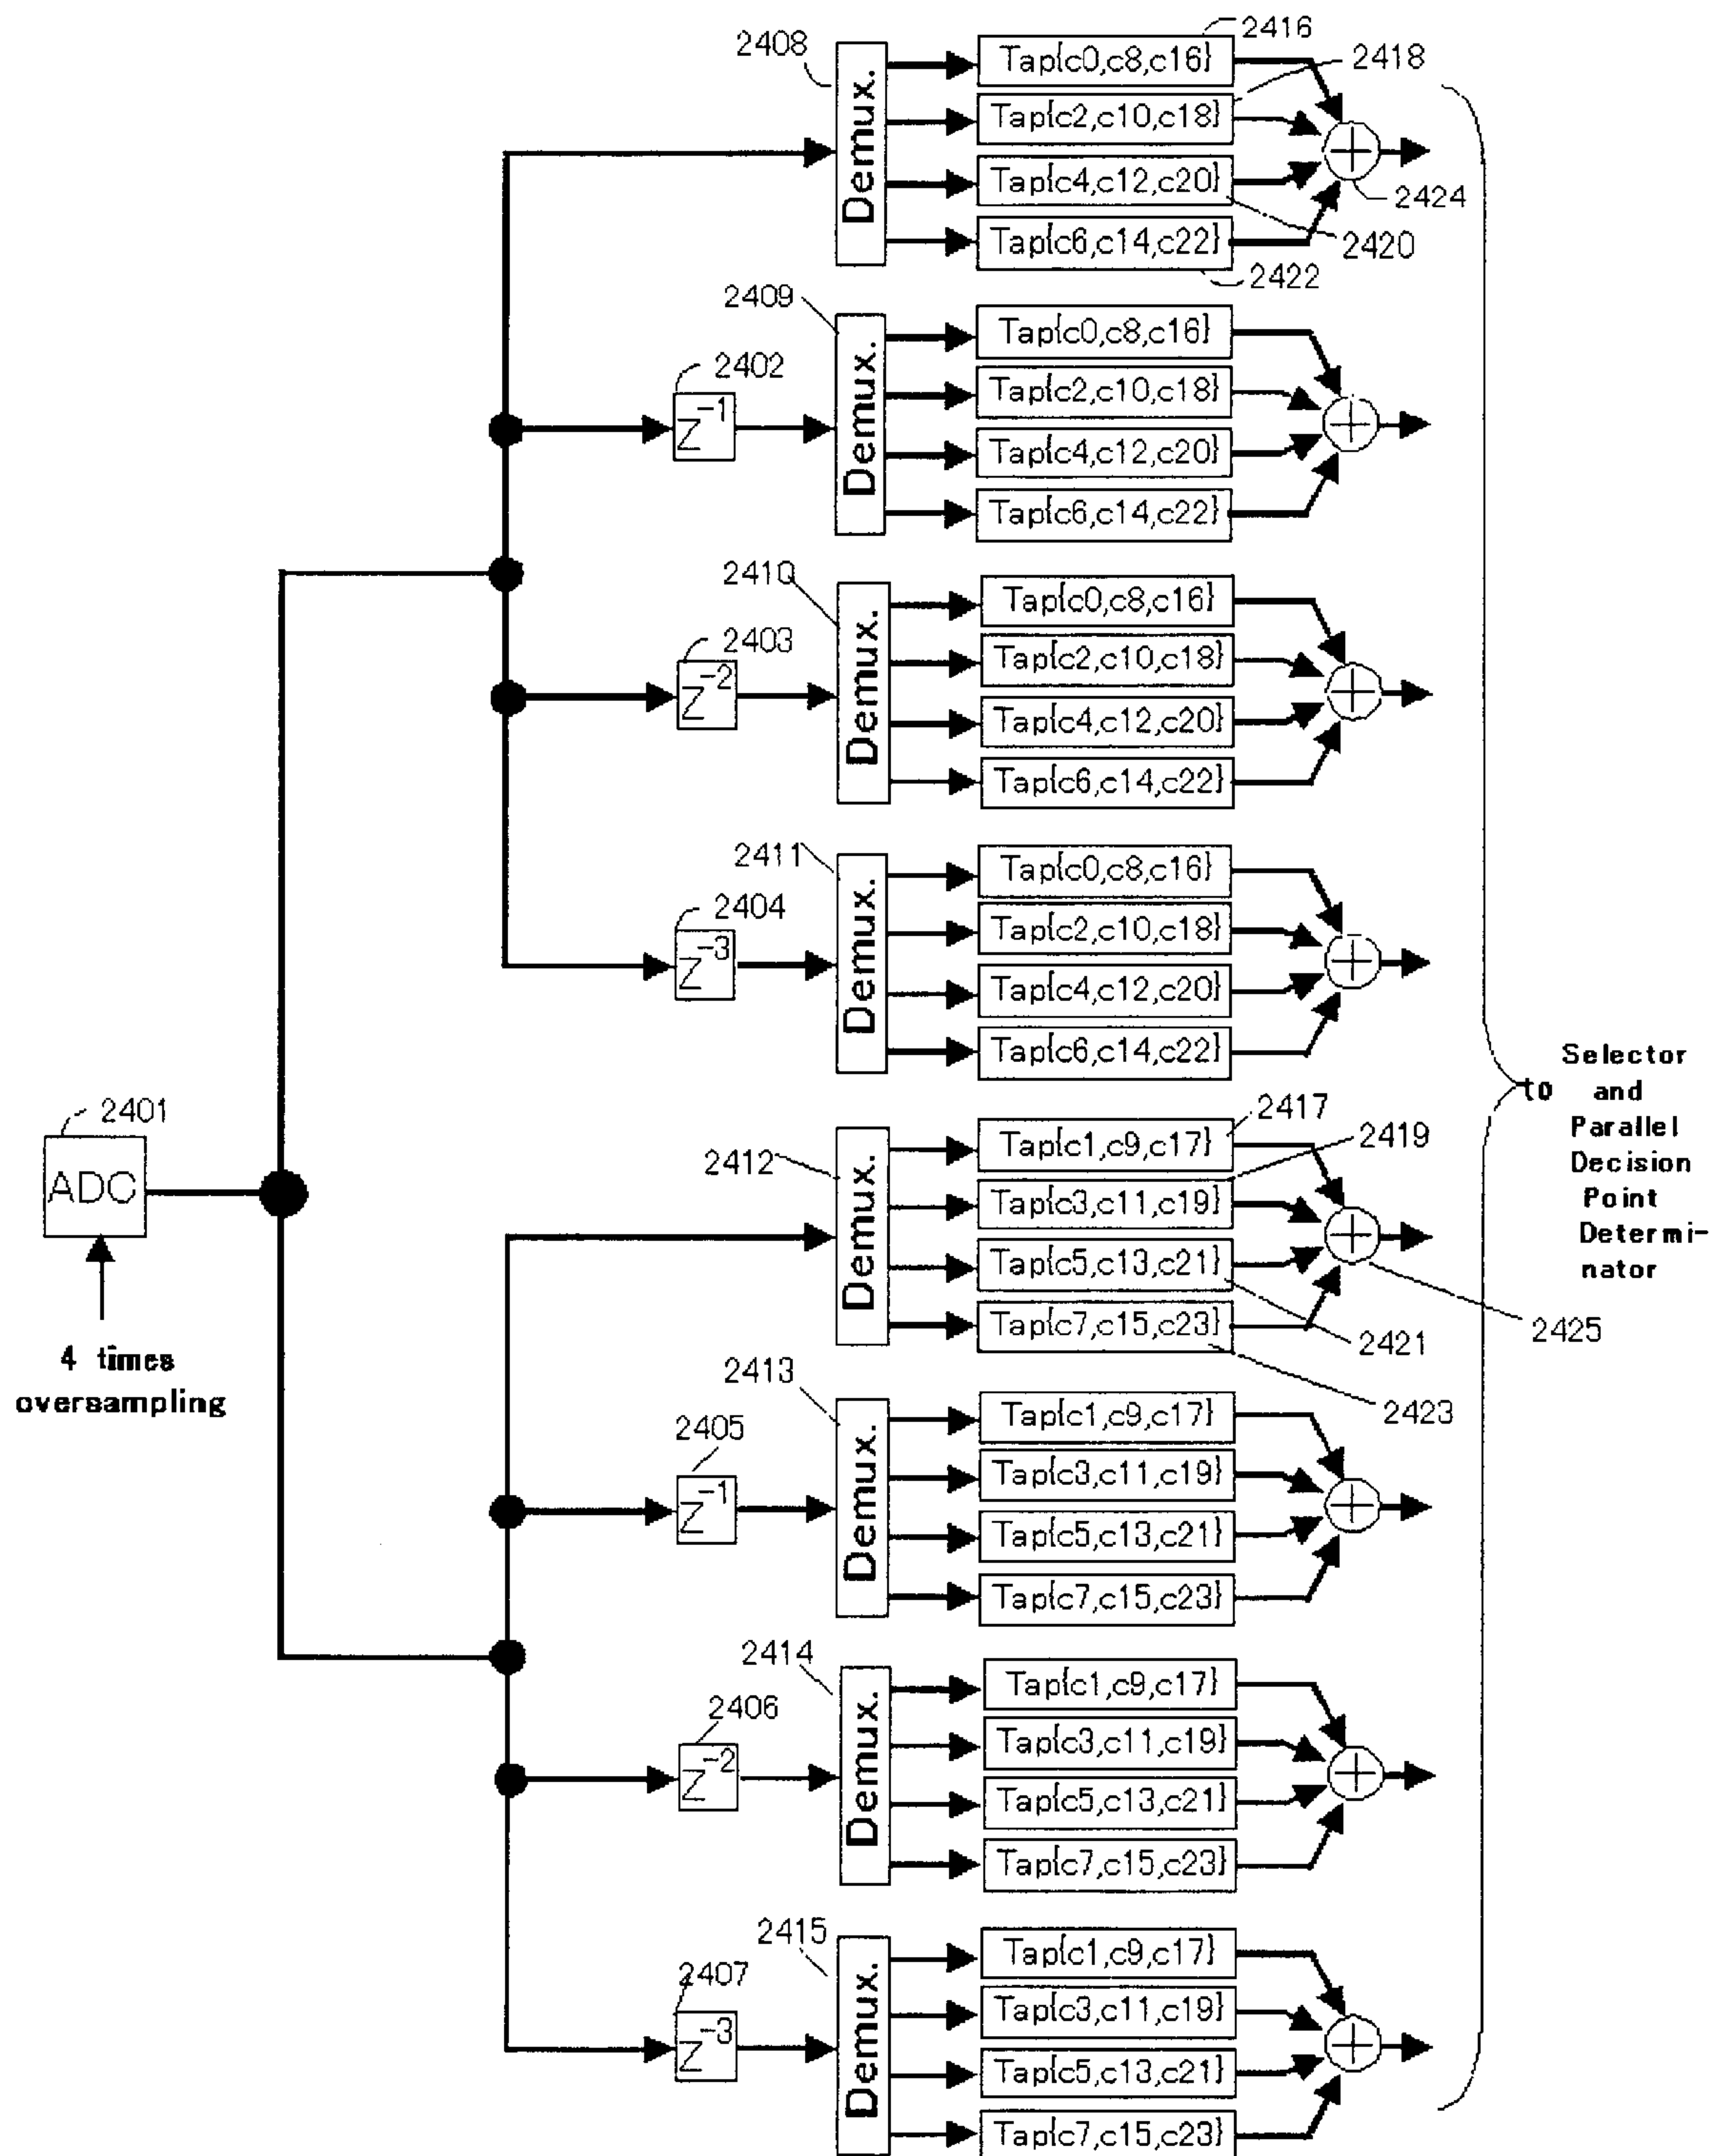 2408
Demux.
Tap{c0,c8,c16}
2416
Tap{c2,c10,c18}
2418
Tap{c4,c12,c20}
2420
Tap{c6,c14,c22}
2422
2424
2409
Demux.
2402
Z-1
Tap{c0,c8,c16}
Tap{c2,c10,c18}
Tap{c4,c12,c20}
Tap{c6,c14,c22}
2410
Demux.
2403
Z-2
Tap{c0,c8,c16}
Tap{c2,c10,c18}
Tap{c4,c12,c20}
Tap{c6,c14,c22}
2411
Demux.
2404
Z-3
Tap{c0,c8,c16}
Tap{c2,c10,c18}
Tap{c4,c12,c20}
Tap{c6,c14,c22}
to
Selector
and
Parallel
Decision
Point
Determi-
nator
2401
ADC
4 times
oversampling
2412
Demux.
Tap{c1,c9,c17}
2417
Tap{c3,c11,c19}
2419
Tap{c5,c13,c21}
2421
Tap{c7,c15,c23}
2423
2425
2413
Demux.
2405
Z-1
Tap{c1,c9,c17}
Tap{c3,c11,c19}
Tap{c5,c13,c21}
Tap{c7,c15,c23}
2414
Demux.
2406
Z-2
Tap{c1,c9,c17}
Tap{c3,c11,c19}
Tap{c5,c13,c21}
Tap{c7,c15,c23}
2415
Demux.
2407
Z-3
Tap{c1,c9,c17}
Tap{c3,c11,c19}
Tap{c5,c13,c21}
Tap{c7,c15,c23}